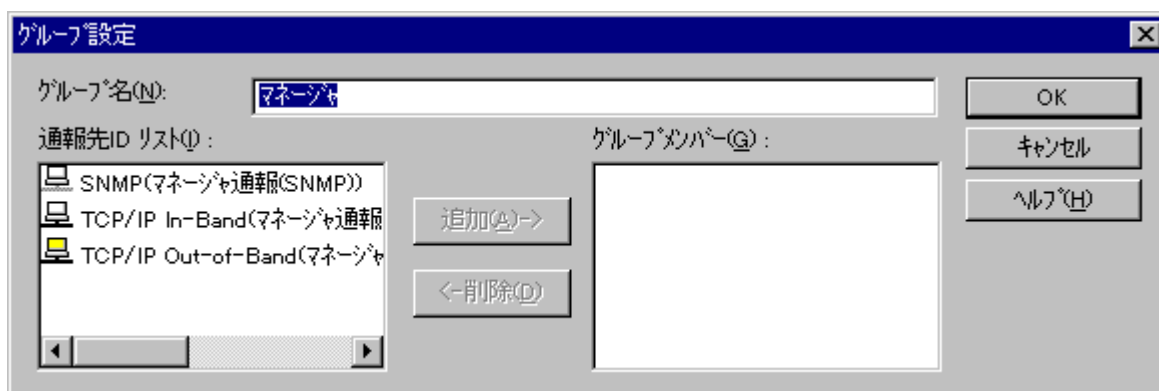 グループ設定
グループ名(N):
マネージャ
OK
通報先ID リスト(I) :
グループメンバー(G) :
キャンセル
SNMP(マネージャ通報(SNMP))
TCP/IP In-Band(マネージャ通報
TCP/IP Out-of-Band(マネージャ
追加(A)->
<-削除(D)
ヘルプ(H)